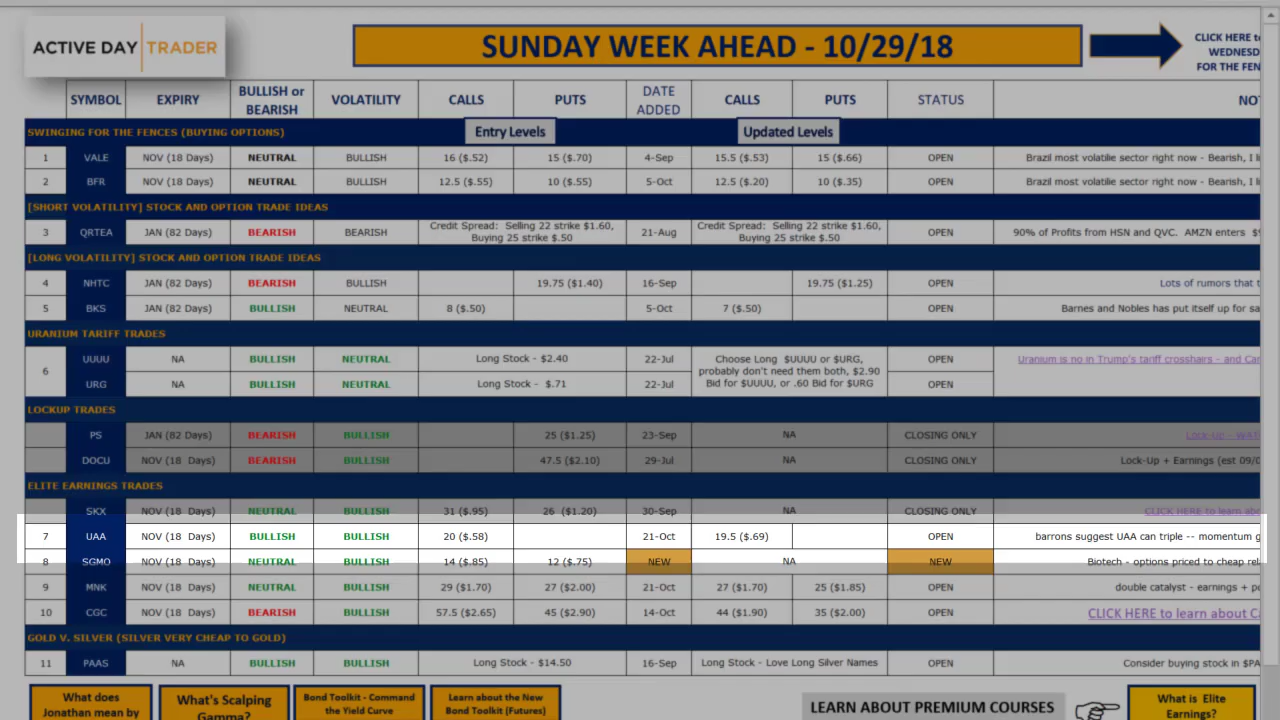 ACTIVE DAY TRADER
SUNDAY WEEK AHEAD - 10/29/18
CLICK HERE to
WEDNESD
FOR THE FEN
SYMBOL EXPIRY BULLISH or BEARISH VOLATILITY CALLS PUTS DATE ADDED CALLS PUTS STATUS NOT
SWINGING FOR THE FENCES (BUYING OPTIONS) Entry Levels Updated Levels
1 VALE NOV (18 Days) NEUTRAL BULLISH 16 ($.52) 15 ($.70) 4-Sep 15.5 ($.53) 15 ($.66) OPEN Brazil most volatilie sector right now - Bearish, I li
2 BFR NOV (18 Days) NEUTRAL BULLISH 12.5 ($.55) 10 ($.55) 5-Oct 12.5 ($.20) 10 ($.35) OPEN Brazil most volatilie sector right now - Bearish, I li
[SHORT VOLATILITY] STOCK AND OPTION TRADE IDEAS
3 QRTEA JAN (82 Days) BEARISH BEARISH Credit Spread: Selling 22 strike $1.60, Buying 25 strike $.50 21-Aug Credit Spread: Selling 22 strike $1.60, Buying 25 strike $.50 OPEN 90% of Profits from HSN and QVC. AMZN enters
[LONG VOLATILITY] STOCK AND OPTION TRADE IDEAS
4 NHTC JAN (82 Days) BEARISH BULLISH 19.75 ($1.40) 16-Sep 19.75 ($1.25) OPEN Lots of rumors that t
5 BKS JAN (82 Days) BULLISH NEUTRAL 8 ($.50) 5-Oct 7 ($.50) OPEN Barnes and Nobles has put itself up for sa
URANIUM TARIFF TRADES
6 UUUU NA BULLISH NEUTRAL Long Stock - $2.40 22-Jul Choose Long $UUUU or $URG, probably don't need them both, $2.90 Bid for $UUUU, or .60 Bid for $URG OPEN Uranium is no in Trump's tariff crosshairs - and Can
URG NA BULLISH NEUTRAL Long Stock - $.71 22-Jul OPEN
LOCKUP TRADES
PS JAN (82 Days) BEARISH BULLISH 25 ($1.25) 23-Sep NA CLOSING ONLY Lock-Up - WAI
DOCU NOV (18 Days) BEARISH BULLISH 47.5 ($2.10) 29-Jul NA CLOSING ONLY Lock-Up + Earnings (est 09/0
ELITE EARNINGS TRADES
SKX NOV (18 Days) NEUTRAL BULLISH 31 ($.95) 26 ($1.20) 30-Sep NA CLOSING ONLY CLICK HERE to learn abo
7 UAA NOV (18 Days) BULLISH BULLISH 20 ($.58) 21-Oct 19.5 ($.69) OPEN barrons suggest UAA can triple -- momentum g
8 SGMO NOV (18 Days) NEUTRAL BULLISH 14 ($.85) 12 ($.75) NEW NA NEW Biotech - options priced to cheap rel
9 MNK NOV (18 Days) NEUTRAL BULLISH 29 ($1.70) 27 ($2.00) 21-Oct 27 ($1.70) 25 ($1.85) OPEN double catalyst - earnings + po
10 CGC NOV (18 Days) BEARISH BULLISH 57.5 ($2.65) 45 ($2.90) 14-Oct 44 ($1.90) 35 ($2.00) OPEN CLICK HERE to learn about Ca
GOLD V. SILVER (SILVER VERY CHEAP TO GOLD)
11 PAAS NA BULLISH BULLISH Long Stock - $14.50 16-Sep Long Stock - Love Long Silver Names OPEN Consider buying stock in $PA
What does
Jonathan mean by
What's Scalping
Gamma?
Bond Toolkit - Command
the Yield Curve
Learn about the New
Bond Toolkit (Futures)
LEARN ABOUT PREMIUM COURSES
What is Elite
Earnings?